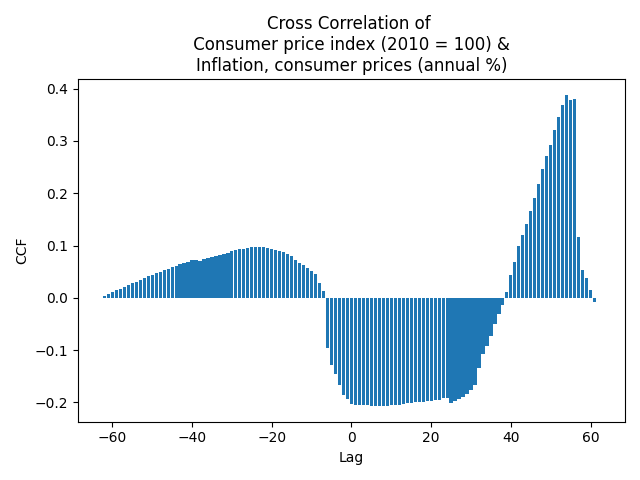 Cross Correlation of
Consumer price index (2010 = 100) &
Inflation, consumer prices (annual %)
CCF
0.4
0.3
0.2
0.1
0.0
−0.1
−0.2
−60
−40
−20
0
20
40
60
Lag